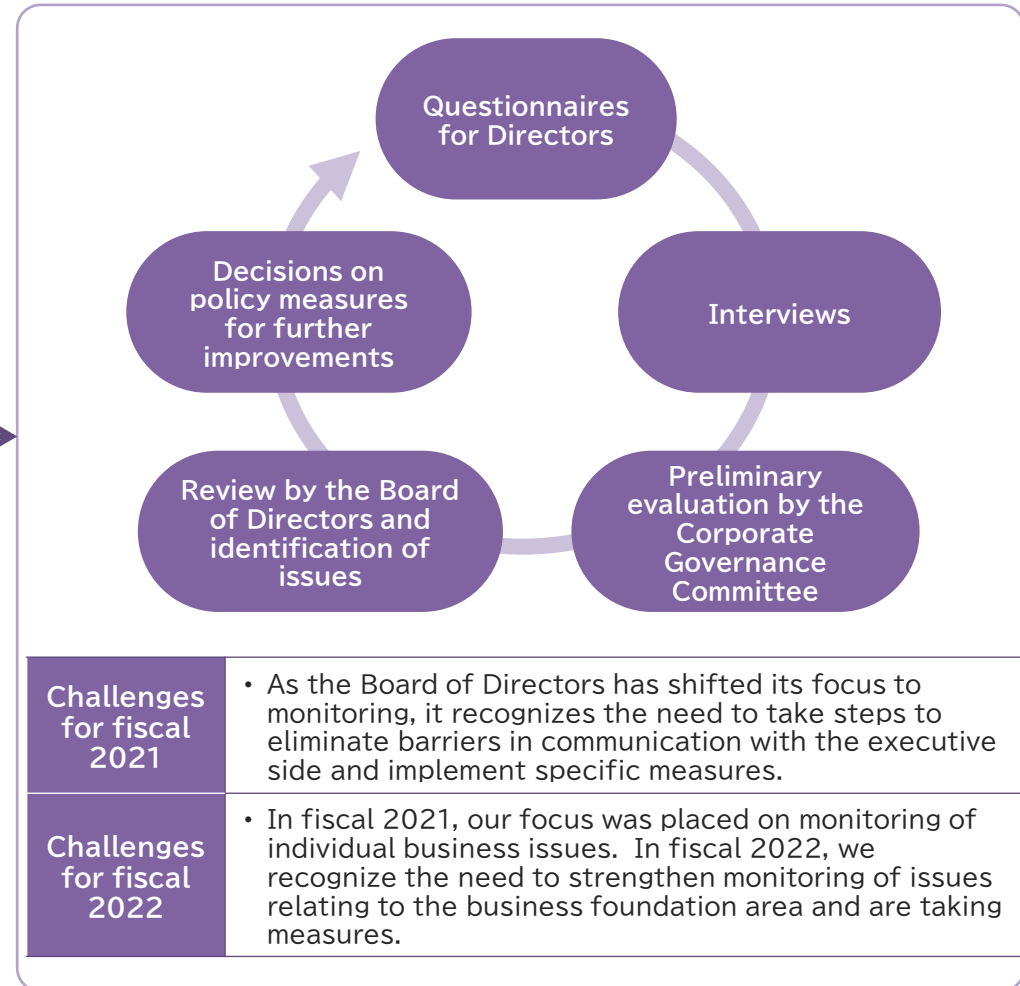 Questionnaires
for Directors
Interviews
Preliminary
evaluation by the
Corporate
Governance
Committee
Review by the Board
of Directors and
identification of
issues
Decisions on
policy measures
for further
improvements
Challenges
for fiscal
2021
• As the Board of Directors has shifted its focus to
monitoring, it recognizes the need to take steps to
eliminate barriers in communication with the executive
side and implement specific measures.
Challenges
for fiscal
2022
• In fiscal 2021, our focus was placed on monitoring of
individual business issues.  In fiscal 2022, we
recognize the need to strengthen monitoring of issues
relating to the business foundation area and are taking
measures.